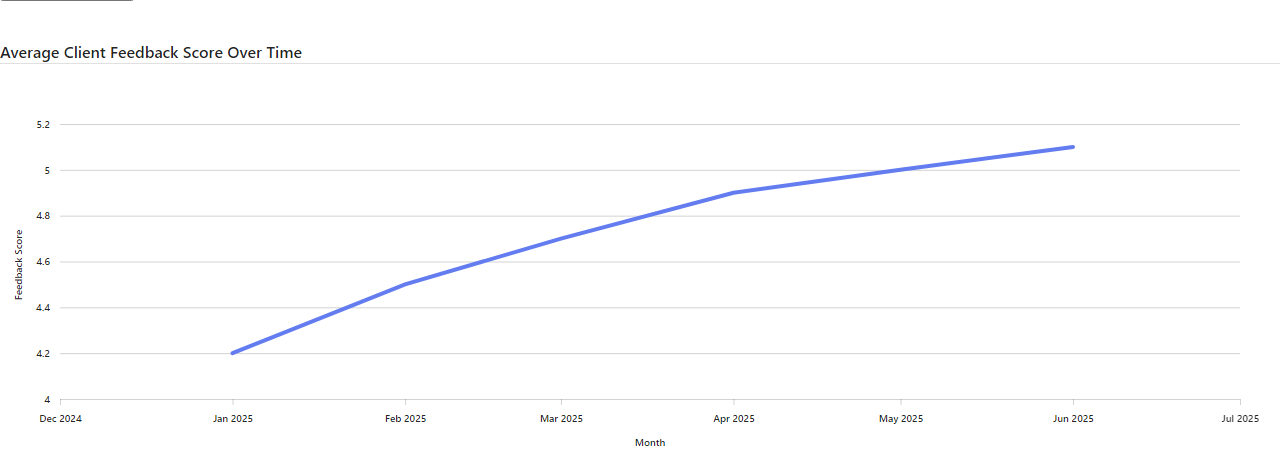 Average Client Feedback Score Over Time
5.2
5
4.8
4.6
4.4
4.2
4
Feedback Score
Dec 2024 Jan 2025 Feb 2025 Mar 2025 Apr 2025 May 2025 Jun 2025 Jul 2025
Month